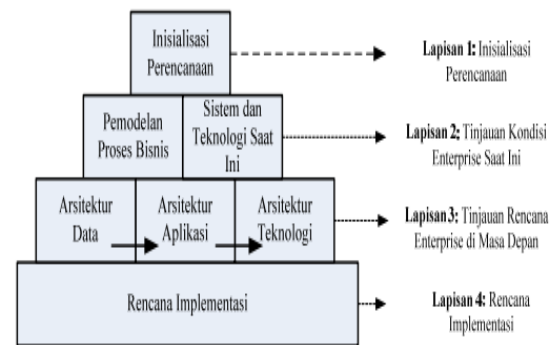 Inisialisasi
Perencanaan
Lapisan 1: Inisialisasi
Perencanaan
Pemodelan
Proses Bisnis
Sistem dan
Teknologi Saat
Ini
Lapisan 2: Tinjauan Kondisi
Enterprise Saat Ini
Arsitektur
Data
Arsitektur
Aplikasi
Arsitektur
Teknologi
Lapisan 3: Tinjauan Rencana
Enterprise di Masa Depan
Rencana Implementasi
Lapisan 4: Rencana
Implementasi